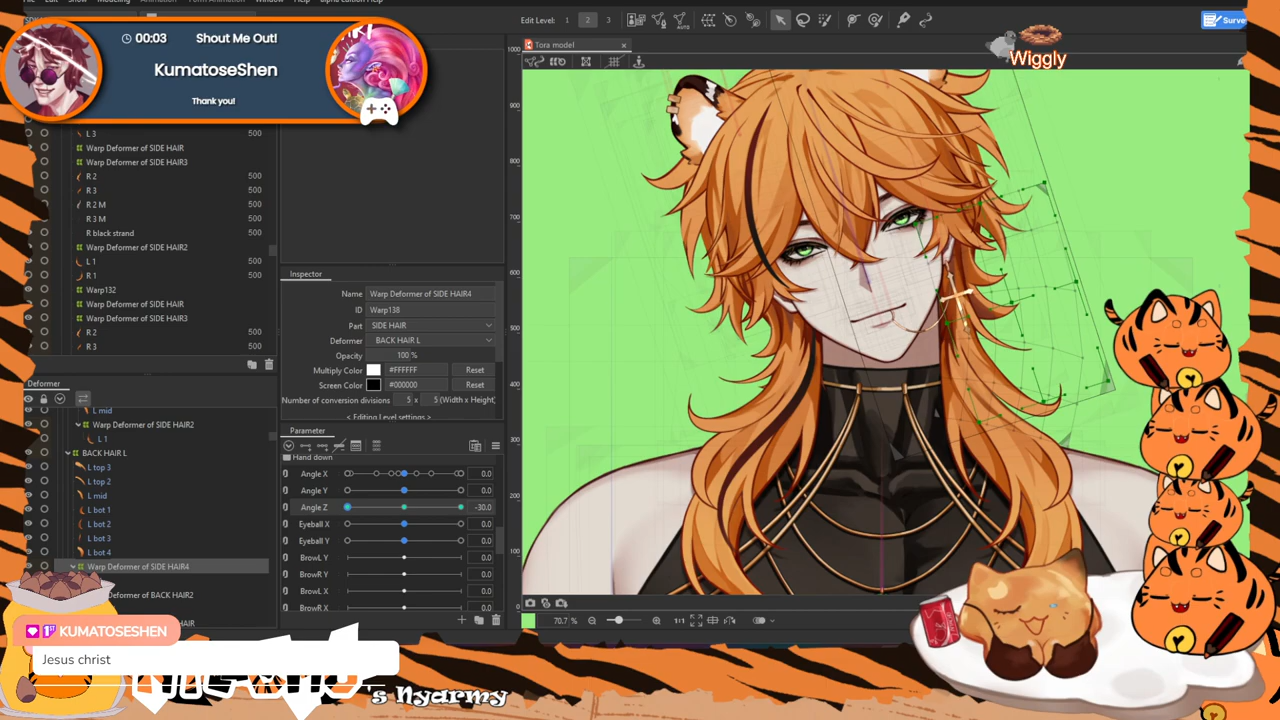 Edit Level: 1 2 3
Surve
00:03 Shout Me Out!
KumatoseShen
Thank you!
Tora model
Wiggly
L 3 500
Warp Deformer of SIDE HAIR
Warp Deformer of SIDE HAIR3
R 2 500
R 3 500
R 2 M 500
R 3 M 500
R black strand 500
Warp Deformer of SIDE HAIR2
L 1 500
R 1 500
Warp132
Warp Deformer of SIDE HAIR
Warp Deformer of SIDE HAIR3
R 2 500
R 3 500
Inspector
Name Warp Deformer of SIDE HAIR4
ID Warp138
Part SIDE HAIR
Deformer BACK HAIR L
Opacity 100 %
Multiply Color #FFFFFF Reset
Screen Color #000000 Reset
Number of conversion divisions 5 x 5 (Width x Height)
< Editing Level settings >
Deformer
L mid
Warp Deformer of SIDE HAIR2
L 1
BACK HAIR L
L top 3
L top 2
L mid
L bot 1
L bot 2
L bot 3
L bot 4
Warp Deformer of SIDE HAIR4
Deformer of BACK HAIR2
HAIR
Parameter
Hand down
Angle X 0.0
Angle Y 0.0
Angle Z -30.0
Eyeball X 0.0
Eyeball Y 0.0
BrowL Y 0.0
BrowR Y 0.0
BrowL X 0.0
BrowR X 0.0
1000
900
800
700
600
500
400
300
200
100
0
70.7 % 1:1
KUMATOSESHEN
Jesus christ
's Nyarmy